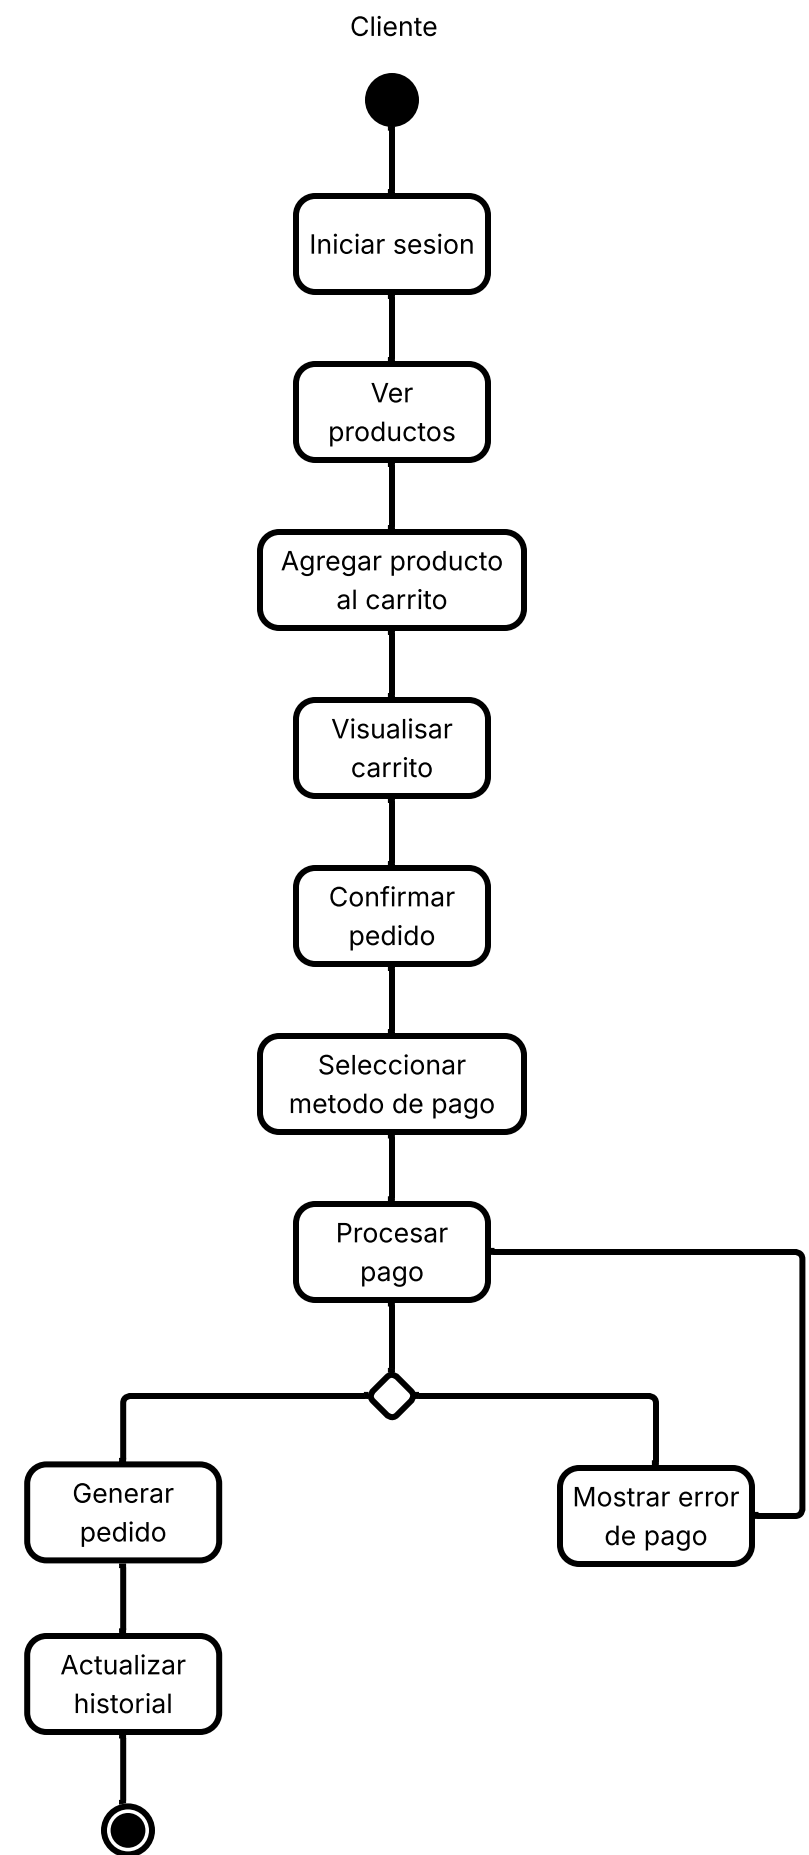 Cliente
Iniciar sesion
Ver
productos
Agregar producto
al carrito
Visualisar
carrito
Confirmar
pedido
Seleccionar
metodo de pago
Procesar
pago
Generar
pedido
Mostrar error
de pago
Actualizar
historial